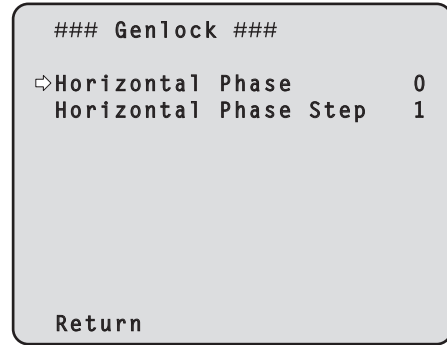 ### Genlock ###
⇨Horizontal Phase 0
Horizontal Phase Step 1
Return